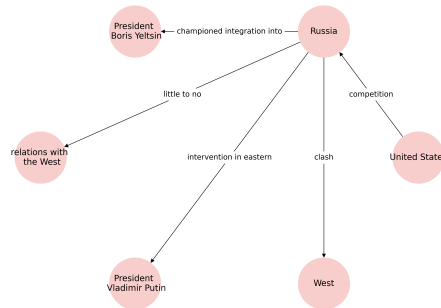 President
Boris Yeltsin
championed integration into
Russia
little to no
competition
relations with
the West
intervention in eastern
clash
United State
President
Vladimir Putin
West